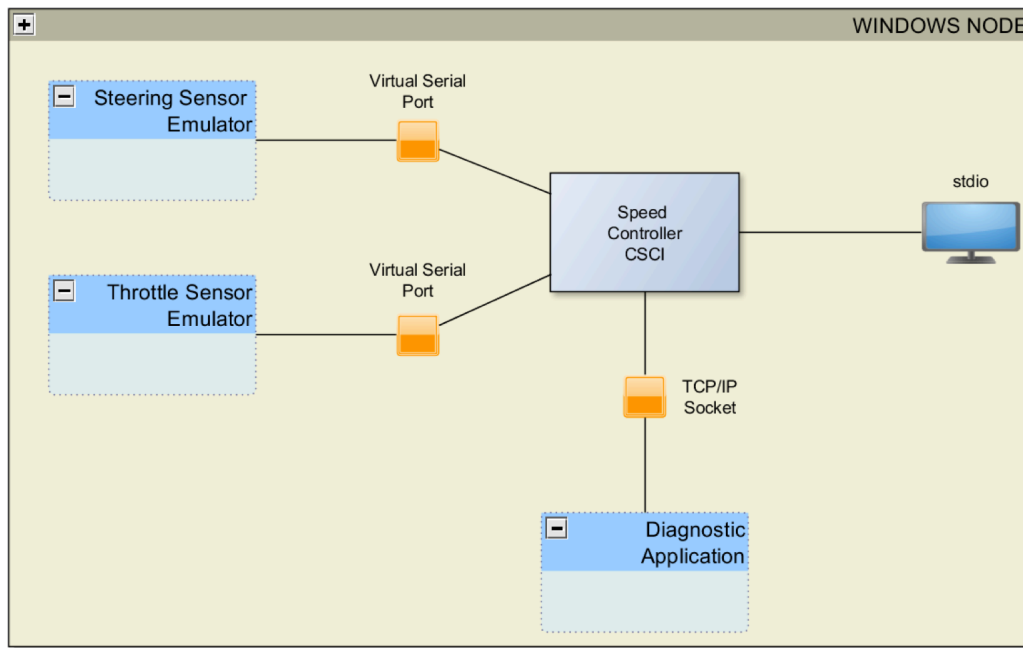 WINDOWS NODE
Virtual Serial
Port
Steering Sensor
Emulator
stdio
Speed
Controller
CSCI
Virtual Serial
Port
Throttle Sensor
Emulator
TCP/IP
Socket
Diagnostic
Application